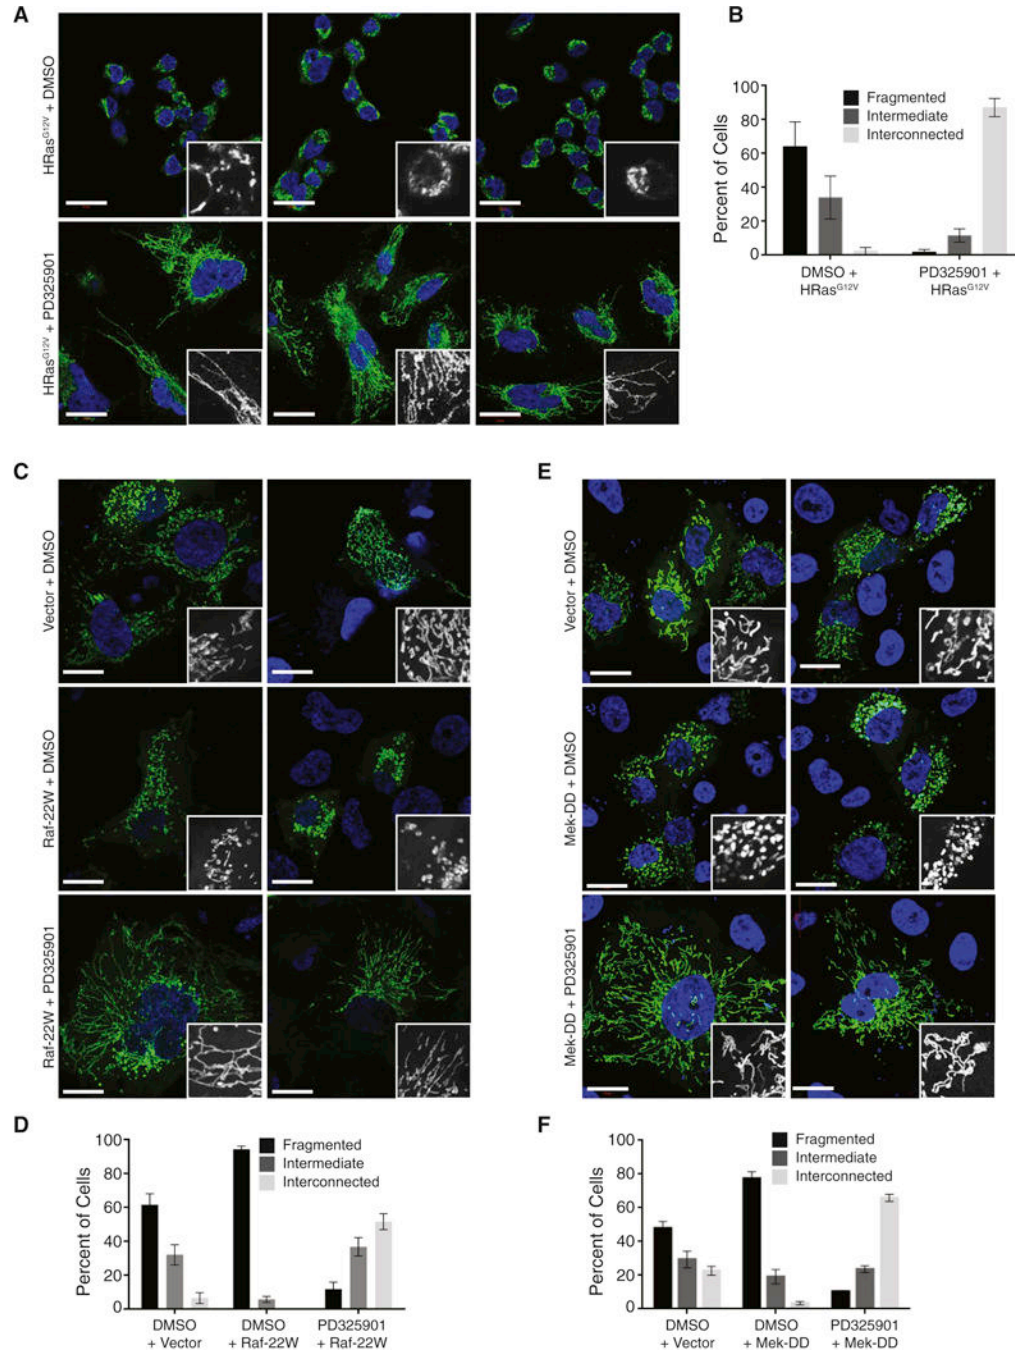 A
HRasG12V + DMSO
HRasG12V + PD325901
B
Percent of Cells
100
80
60
40
20
0
Fragmented
Intermediate
Interconnected
DMSO + HRasG12V
PD325901 + HRasG12V
C
Vector + DMSO
Raf-22W + DMSO
Raf-22W + PD325901
E
Vector + DMSO
Mek-DD + DMSO
Mek-DD + PD325901
D
Percent of Cells
100
80
60
40
20
0
Fragmented
Intermediate
Interconnected
DMSO + Vector
DMSO + Raf-22W
PD325901 + Raf-22W
F
Percent of Cells
100
80
60
40
20
0
Fragmented
Intermediate
Interconnected
DMSO + Vector
DMSO + Mek-DD
PD325901 + Mek-DD